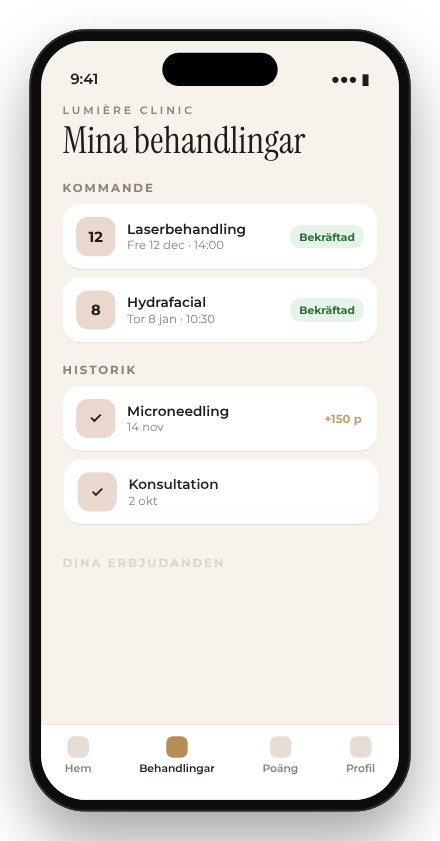 9:41
LUMIÈRE CLINIC
Mina behandlingar
KOMMANDE
12
Laserbehandling
Fre 12 dec · 14:00
Bekräftad
8
Hydrafacial
Tor 8 jan · 10:30
Bekräftad
HISTORIK
Microneedling
14 nov
+150 p
Konsultation
2 okt
DINA ERBJUDANDEN
Hem
Behandlingar
Poäng
Profil